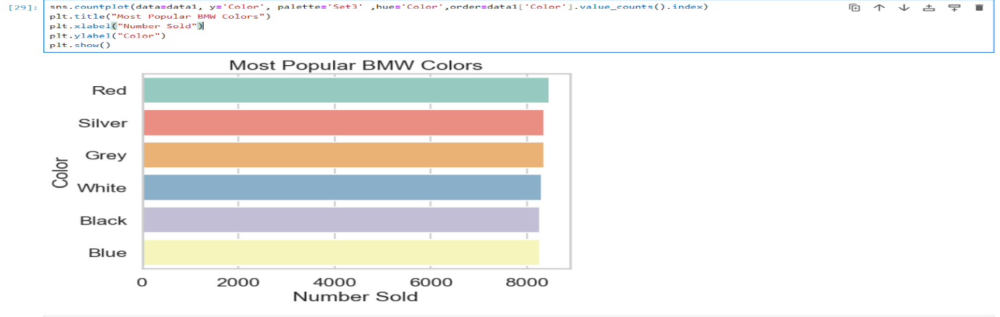 [29]: sns.countplot(data=data1, y='Color', palette='Set3' ,hue='Color',order=data1['Color'].value_counts().index)
plt.title("Most Popular BMW Colors")
plt.xlabel("Number Sold")
plt.ylabel("Color")
plt.show()
Most Popular BMW Colors
Red
Silver
Grey
Color
White
Black
Blue
0 2000 4000 6000 8000
Number Sold